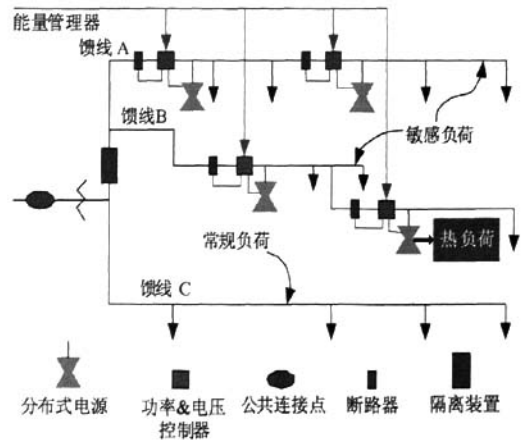 能量管理器
馈线 A
馈线B
敏感负荷
热负荷
常规负荷
馈线 C
分布式电源
功率&电压
控制器
公共连接点
断路器
隔离装置